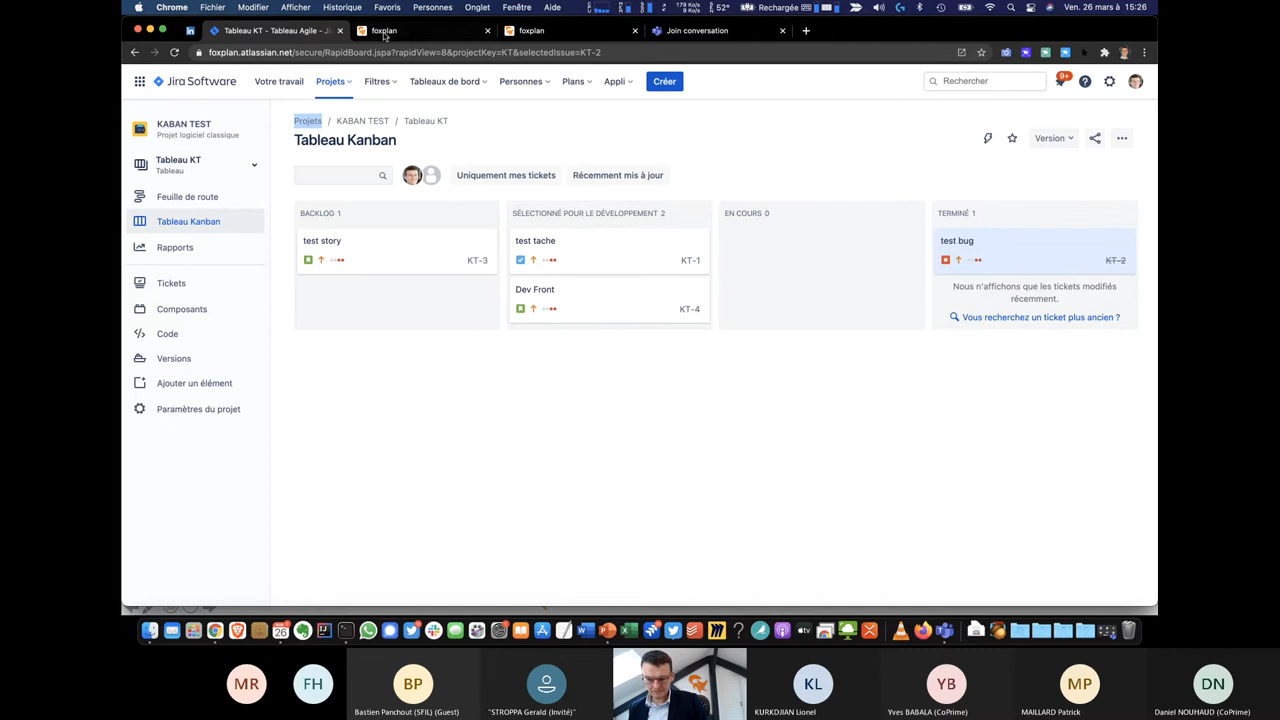 Chrome Fichier Modifier Afficher Historique Favoris Personnes Onglet Fenêtre Aide 178 Ko/s 52° Rechargée Ven. 26 mars à 15:26
Tableau KT - Tableau Agile - Ji foxplan foxplan Join conversation
foxplan.atlassian.net/secure/RapidBoard.jspa?rapidView=8&projectKey=KT&selectedIssue=KT-2
Jira Software Votre travail Projets Filtres Tableaux de bord Personnes Plans Appli Créer Rechercher 9+
KABAN TEST
Projet logiciel classique
Tableau KT
Tableau
Feuille de route
Tableau Kanban
Rapports
Tickets
Composants
Code
Versions
Ajouter un élément
Paramètres du projet
Projets / KABAN TEST / Tableau KT
Tableau Kanban
Version
Uniquement mes tickets Récemment mis à jour
BACKLOG 1 SÉLECTIONNÉ POUR LE DÉVELOPPEMENT 2 EN COURS 0 TERMINÉ 1
test story
KT-3
test tache
KT-1
Dev Front
KT-4
test bug
KT-2
Nous n'affichons que les tickets modifiés
récemment.
Vous recherchez un ticket plus ancien ?
MR FH BP KL YB MP DN
Bastien Panchout (SFIL) (Guest) "STROPPA Gerald (Invité)" KURKDJIAN Lionel Yves BABALA (CoPrime) MAILLARD Patrick Daniel NOUHAUD (CoPrime)